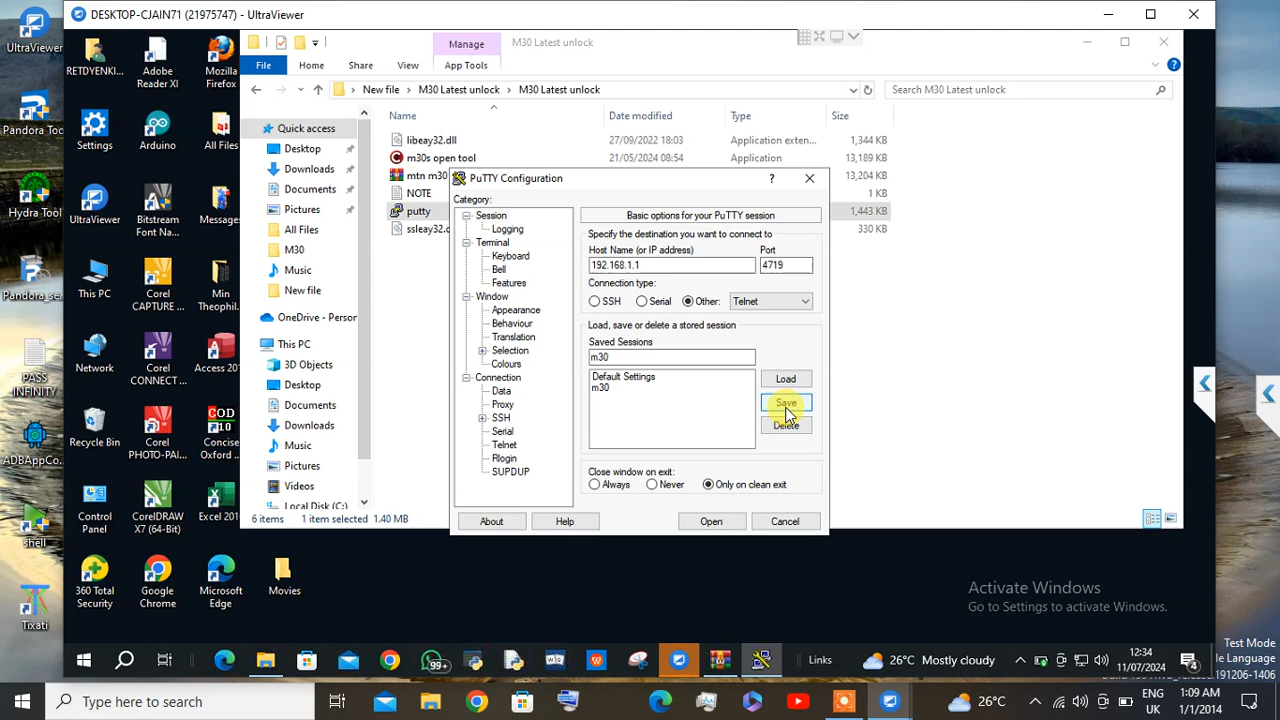 DESKTOP-CJAIN71 (21975747) - UltraViewer
UltraViewer
Pandora Too
Hydra Tool
Pandora_se
PASS
INFINITY
ADBAppCo...
shell
Tixati
RETDYENKI...
Adobe
Reader XI
Mozilla
Firefox
Settings
Arduino
All Files
UltraViewer
Bitstream
Font Na...
Messages
This PC
Corel
CAPTURE ...
Min
Theophil...
Network
Corel
CONNECT ...
Access 201
Recycle Bin
Corel
PHOTO-PAI...
COD
10
Concise
Oxford ...
Control
Panel
CorelDRAW
X7 (64-Bit)
Excel 201
360 Total
Security
Google
Chrome
Microsoft
Edge
Movies
Manage
M30 Latest unlock
File
Home
Share
View
App Tools
New file
M30 Latest unlock
M30 Latest unlock
Search M30 Latest unlock
Name
Date modified
Type
Size
Quick access
Desktop
Downloads
Documents
Pictures
All Files
M30
Music
New file
OneDrive - Person
This PC
3D Objects
Desktop
Documents
Downloads
Music
Pictures
Videos
Local Disk (C:)
libeay32.dll
27/09/2022 18:03
Application exten...
1,344 KB
m30s open tool
21/05/2024 08:54
Application
13,189 KB
mtn m30
13,204 KB
NOTE
1 KB
putty
1,443 KB
ssleay32.d
330 KB
6 items
1 item selected 1.40 MB
PuTTY Configuration
?
Category:
Session
Logging
Terminal
Keyboard
Bell
Features
Window
Appearance
Behaviour
Translation
Selection
Colours
Connection
Data
Proxy
SSH
Serial
Telnet
Rlogin
SUPDUP
Basic options for your PuTTY session
Specify the destination you want to connect to
Host Name (or IP address)
Port
192.168.1.1
4719
Connection type:
SSH
Serial
Other:
Telnet
Load, save or delete a stored session
Saved Sessions
m30
Default Settings
m30
Load
Save
Delete
Close window on exit:
Always
Never
Only on clean exit
About
Help
Open
Cancel
Activate Windows
Go to Settings to activate Windows.
99+
Links
26°C Mostly cloudy
12:34
11/07/2024
4
Test Mode
le Language
191206-1406
Type here to search
26°C
ENG
UK
1:09 AM
1/1/2014